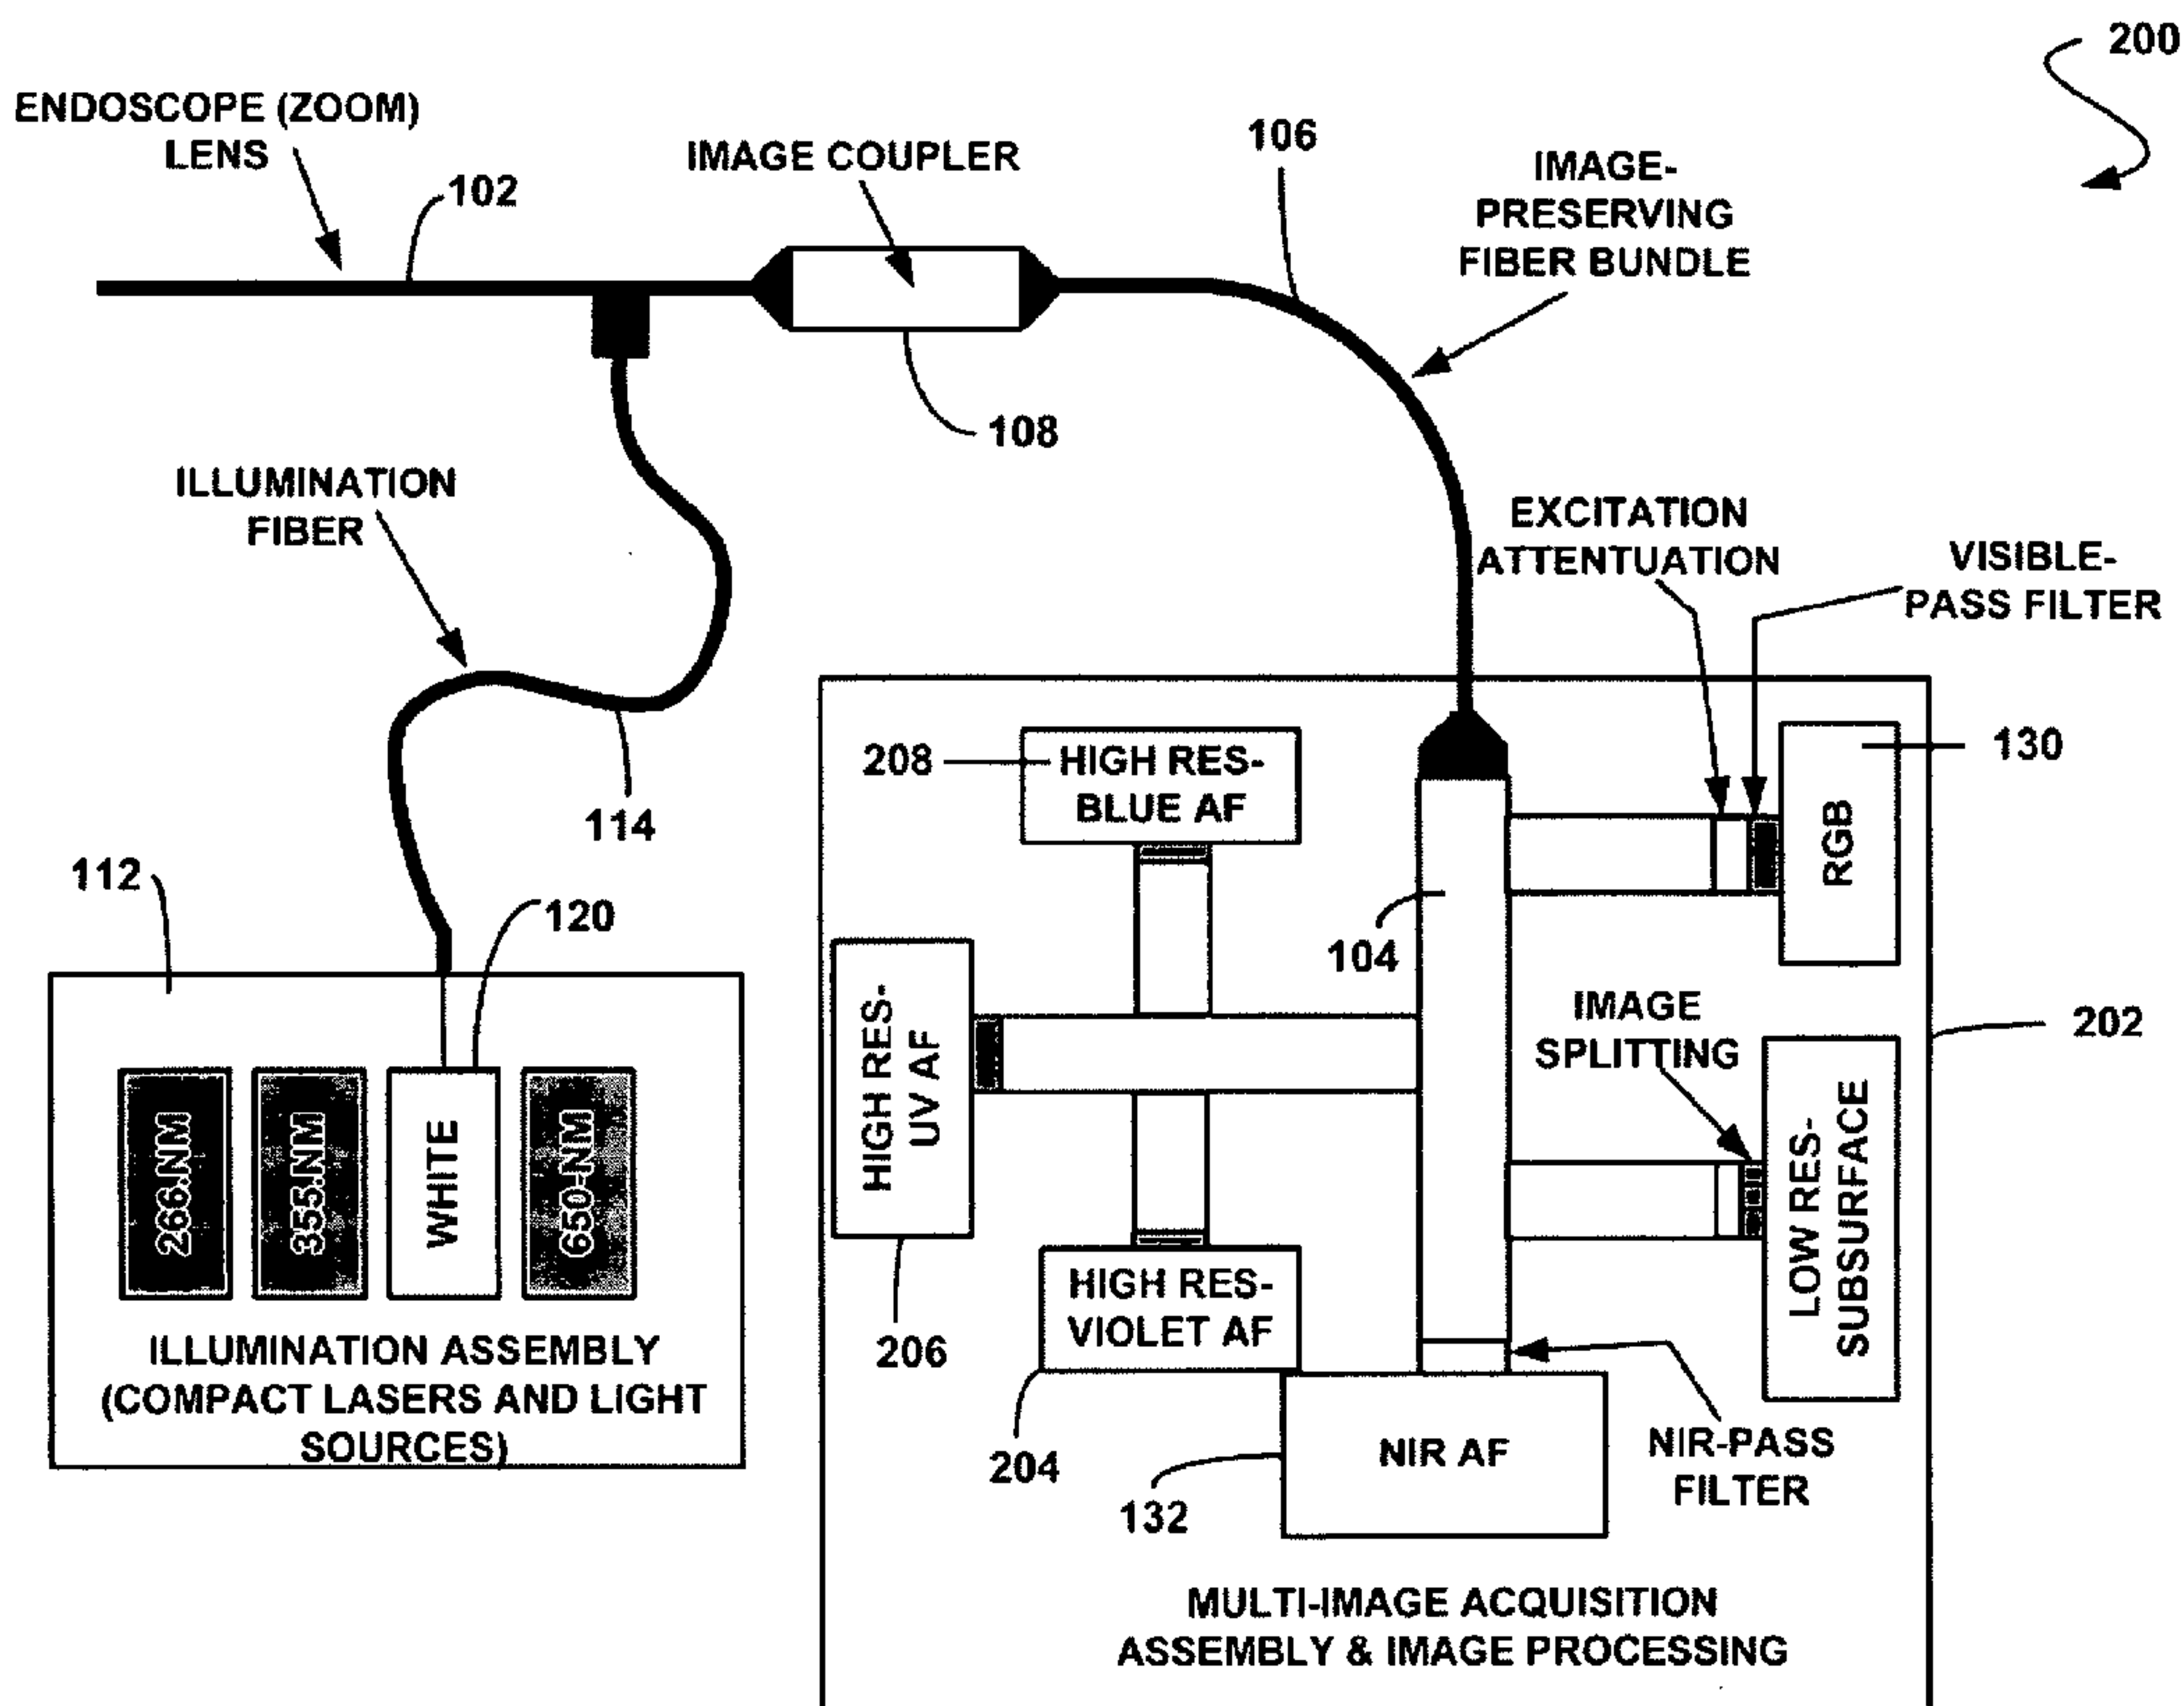 200
ENDOSCOPE (ZOOM)
LENS
102
IMAGE COUPLER
106
IMAGE-
PRESERVING
FIBER BUNDLE
108
ILLUMINATION
FIBER
114
EXCITATION
ATTENTUATION
VISIBLE-
PASS FILTER
112
120
266.NM
355.NM
WHITE
650-NM
ILLUMINATION ASSEMBLY
(COMPACT LASERS AND LIGHT
SOURCES)
208
HIGH RES-
BLUE AF
130
RGB
104
HIGH RES-
UV AF
206
IMAGE
SPLITTING
202
LOW RES-
SUBSURFACE
HIGH RES-
VIOLET AF
204
132
NIR AF
NIR-PASS
FILTER
MULTI-IMAGE ACQUISITION
ASSEMBLY & IMAGE PROCESSING